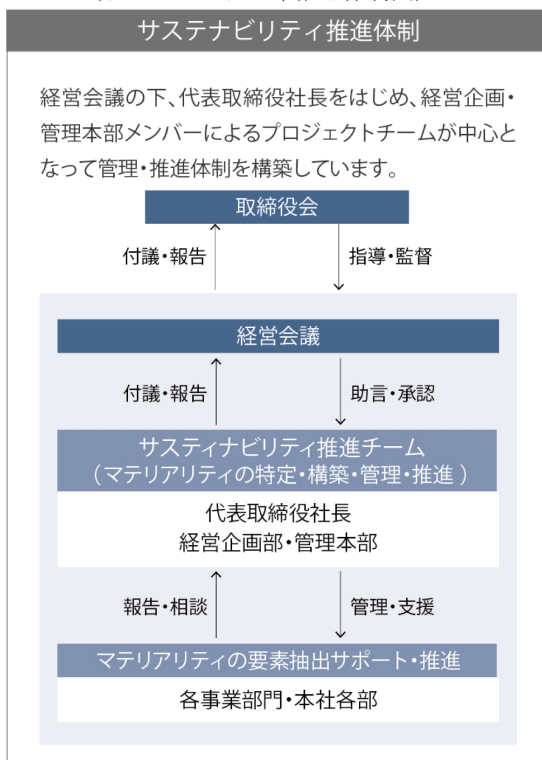 サステナビリティ推進体制
経営会議の下、代表取締役社長をはじめ、経営企画・
管理本部メンバーによるプロジェクトチームが中心と
なって管理・推進体制を構築しています。
取締役会
付議・報告
指導・監督
経営会議
付議・報告
助言・承認
サスティナビリティ推進チーム
(マテリアリティの特定・構築・管理・推進 )
代表取締役社長
経営企画部・管理本部
報告・相談
管理・支援
マテリアリティの要素抽出サポート・推進
各事業部門・本社各部